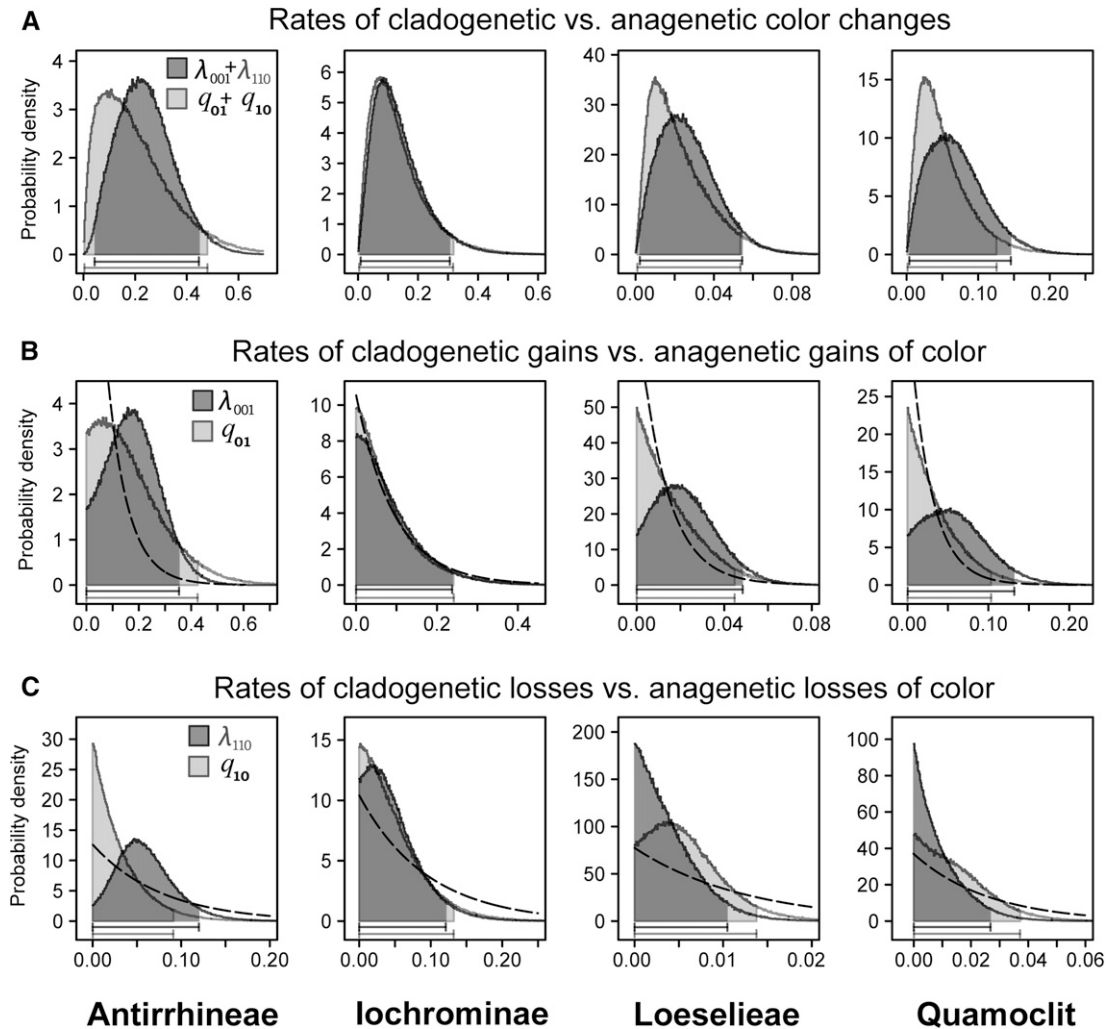 A Rates of cladogenetic vs. anagenetic color changes
Probability density
4
3
2
1
0
λ001+λ110
q01+ q10
0.0 0.2 0.4 0.6
6
5
4
3
2
1
0
0.0 0.2 0.4 0.6
40
30
20
10
0
0.00 0.04 0.08
15
10
5
0
0.00 0.10 0.20
B Rates of cladogenetic gains vs. anagenetic gains of color
Probability density
4
3
2
1
0
λ001
q01
0.0 0.2 0.4 0.6
10
8
6
4
2
0
0.0 0.2 0.4
50
40
30
20
10
0
0.00 0.04 0.08
25
20
15
10
5
0
0.00 0.10 0.20
C Rates of cladogenetic losses vs. anagenetic losses of color
Probability density
30
25
20
15
10
5
0
λ110
q10
0.00 0.10 0.20
15
10
5
0
0.00 0.10 0.20
200
150
100
50
0
0.00 0.01 0.02
100
80
60
40
20
0
0.00 0.02 0.04 0.06
Antirrhineae Iochrominae Loeselieae Quamoclit